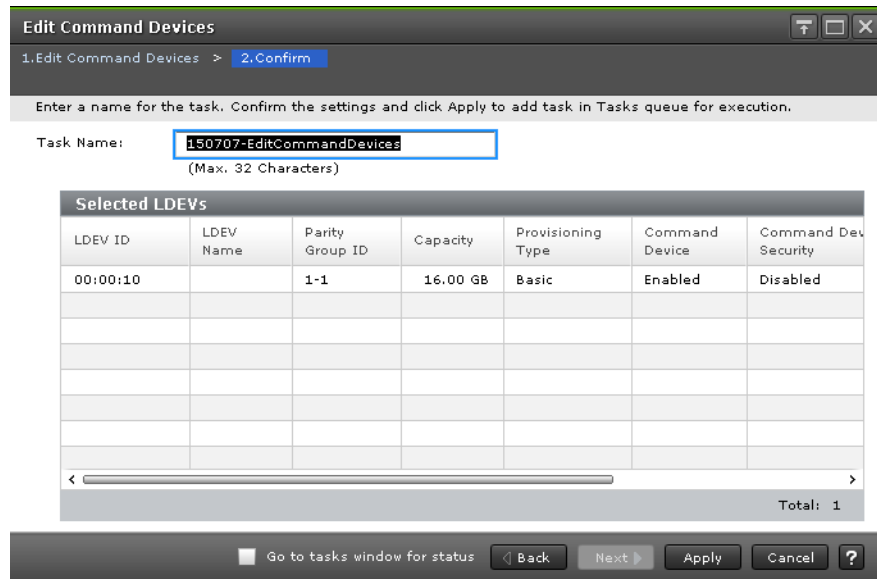 Edit Command Devices
1.Edit Command Devices > 2.Confirm
Enter a name for the task. Confirm the settings and click Apply to add task in Tasks queue for execution.
Task Name: 150707-EditCommandDevices
(Max. 32 Characters)
Selected LDEVs
LDEV ID LDEV Name Parity Group ID Capacity Provisioning Type Command Device Command Dev Security
00:00:10 1-1 16.00 GB Basic Enabled Disabled
Total: 1
Go to tasks window for status Back Next Apply Cancel ?